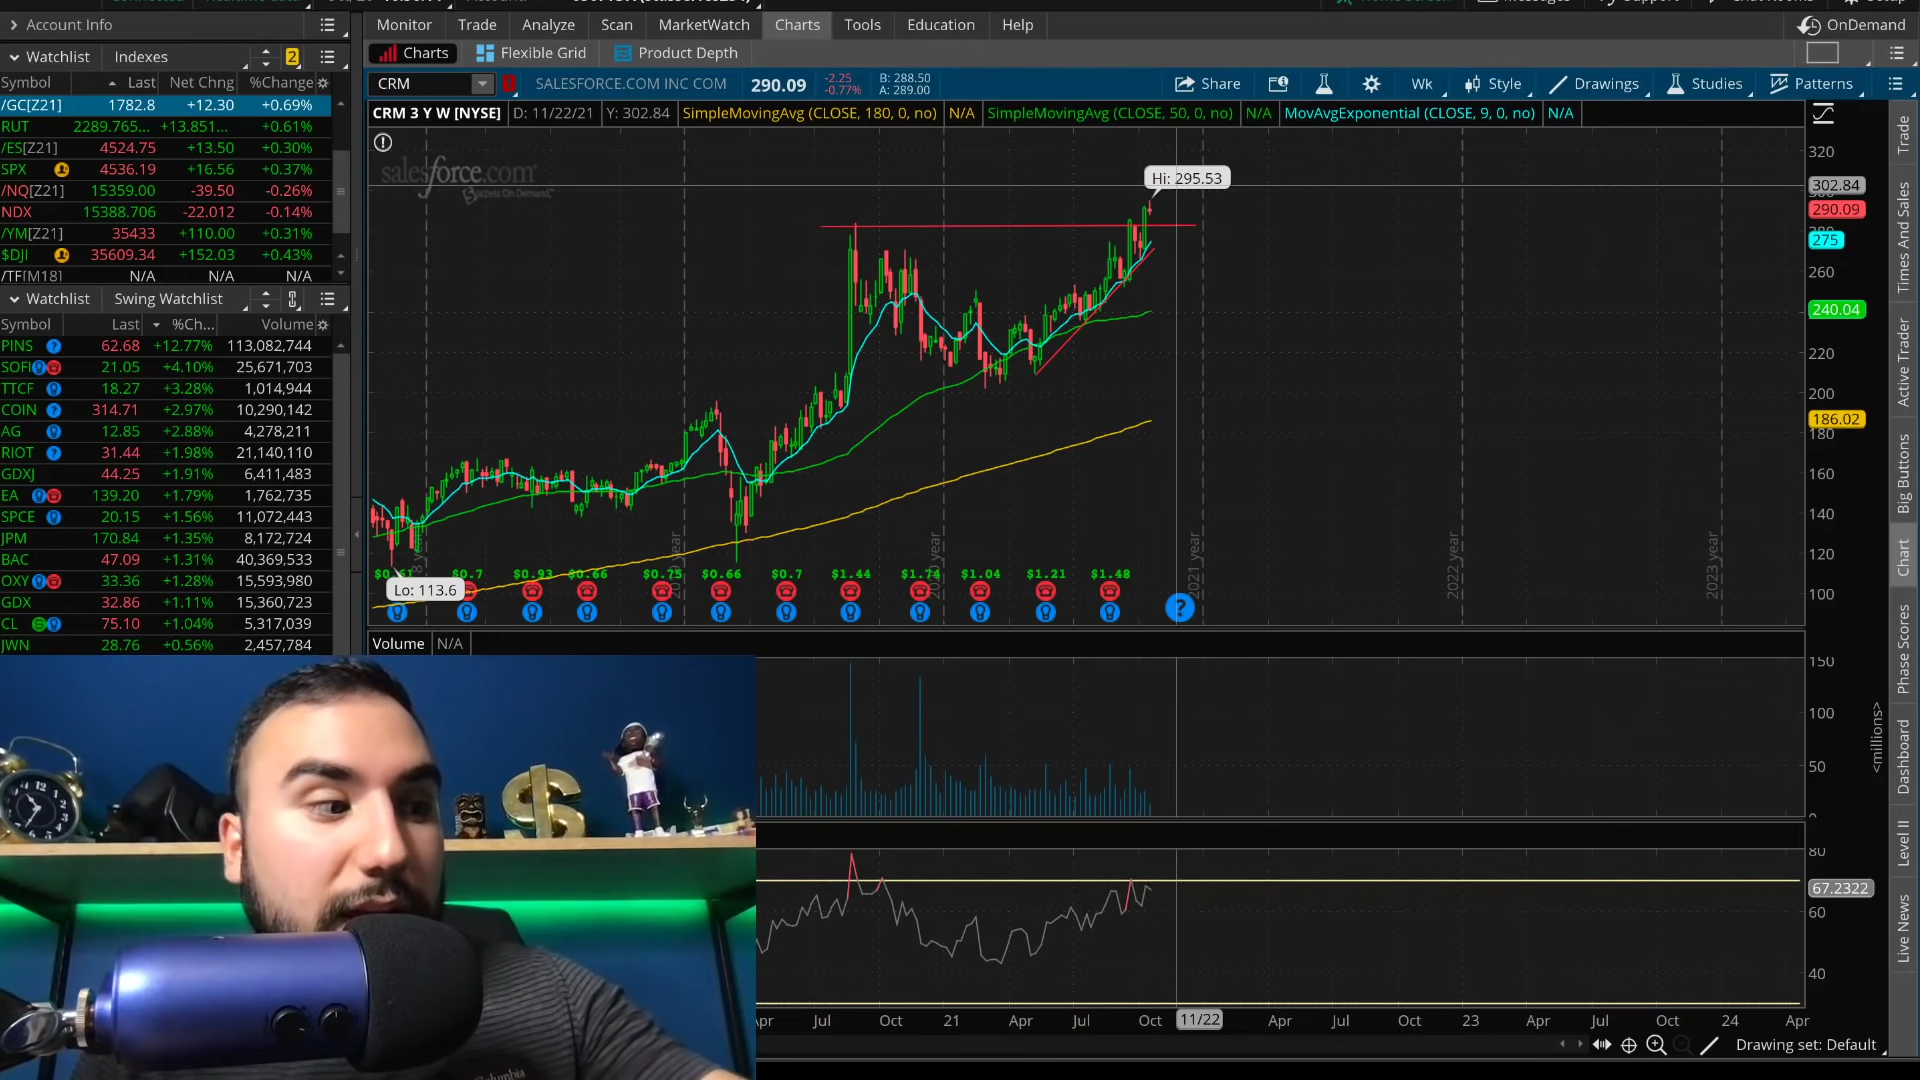 Account Info
Monitor Trade Analyze Scan MarketWatch Charts Tools Education Help OnDemand
Watchlist Indexes 2
Charts Flexible Grid Product Depth
Symbol Last Net Chng %Change
CRM SALESFORCE.COM INC COM 290.09 -2.25 -0.77% B: 288.50 A: 289.00 Share Wk Style Drawings Studies Patterns
/GC[Z21] 1782.8 +12.30 +0.69%
RUT 2289.765... +13.851... +0.61%
/ES[Z21] 4524.75 +13.50 +0.30%
SPX 4536.19 +16.56 +0.37%
/NQ[Z21] 15359.00 -39.50 -0.26%
NDX 15388.706 -22.012 -0.14%
/YM[Z21] 35433 +110.00 +0.31%
$DJI 35609.34 +152.03 +0.43%
/TF[M18] N/A N/A N/A
Watchlist Swing Watchlist
Symbol Last %Ch... Volume
PINS 62.68 +12.77% 113,082,744
SOFI 21.05 +4.10% 25,671,703
TTCF 18.27 +3.28% 1,014,944
COIN 314.71 +2.97% 10,290,142
AG 12.85 +2.88% 4,278,211
RIOT 31.44 +1.98% 21,140,110
GDXJ 44.25 +1.91% 6,411,483
EA 139.20 +1.79% 1,762,735
SPCE 20.15 +1.56% 11,072,443
JPM 170.84 +1.35% 8,172,724
BAC 47.09 +1.31% 40,369,533
OXY 33.36 +1.28% 15,593,980
GDX 32.86 +1.11% 15,360,723
CL 75.10 +1.04% 5,317,039
JWN 28.76 +0.56% 2,457,784
CRM 3 Y W [NYSE] D: 11/22/21 Y: 302.84 SimpleMovingAvg (CLOSE, 180, 0, no) N/A SimpleMovingAvg (CLOSE, 50, 0, no) N/A MovAvgExponential (CLOSE, 9, 0, no) N/A
salesforce.com
Success On Demand
Hi: 295.53
320
302.84
290.09
275
260
240.04
220
200
186.02
180
160
140
120
100
2021 year
2022 year
2023 year
$0.7 $0.93 $0.66 $0.75 $0.66 $0.7 $1.44 $1.74 $1.04 $1.21 $1.48
Lo: 113.6
?
Volume N/A
150
100
50
<millions>
80
67.2322
60
40
Jul Oct 21 Apr Jul Oct 11/22 Apr Jul Oct 23 Apr Jul Oct 24 Apr
Drawing set: Default
Trade
Times And Sales
Active Trader
Big Buttons
Chart
Phase Scores
Dashboard
Level II
Live News
Columbia